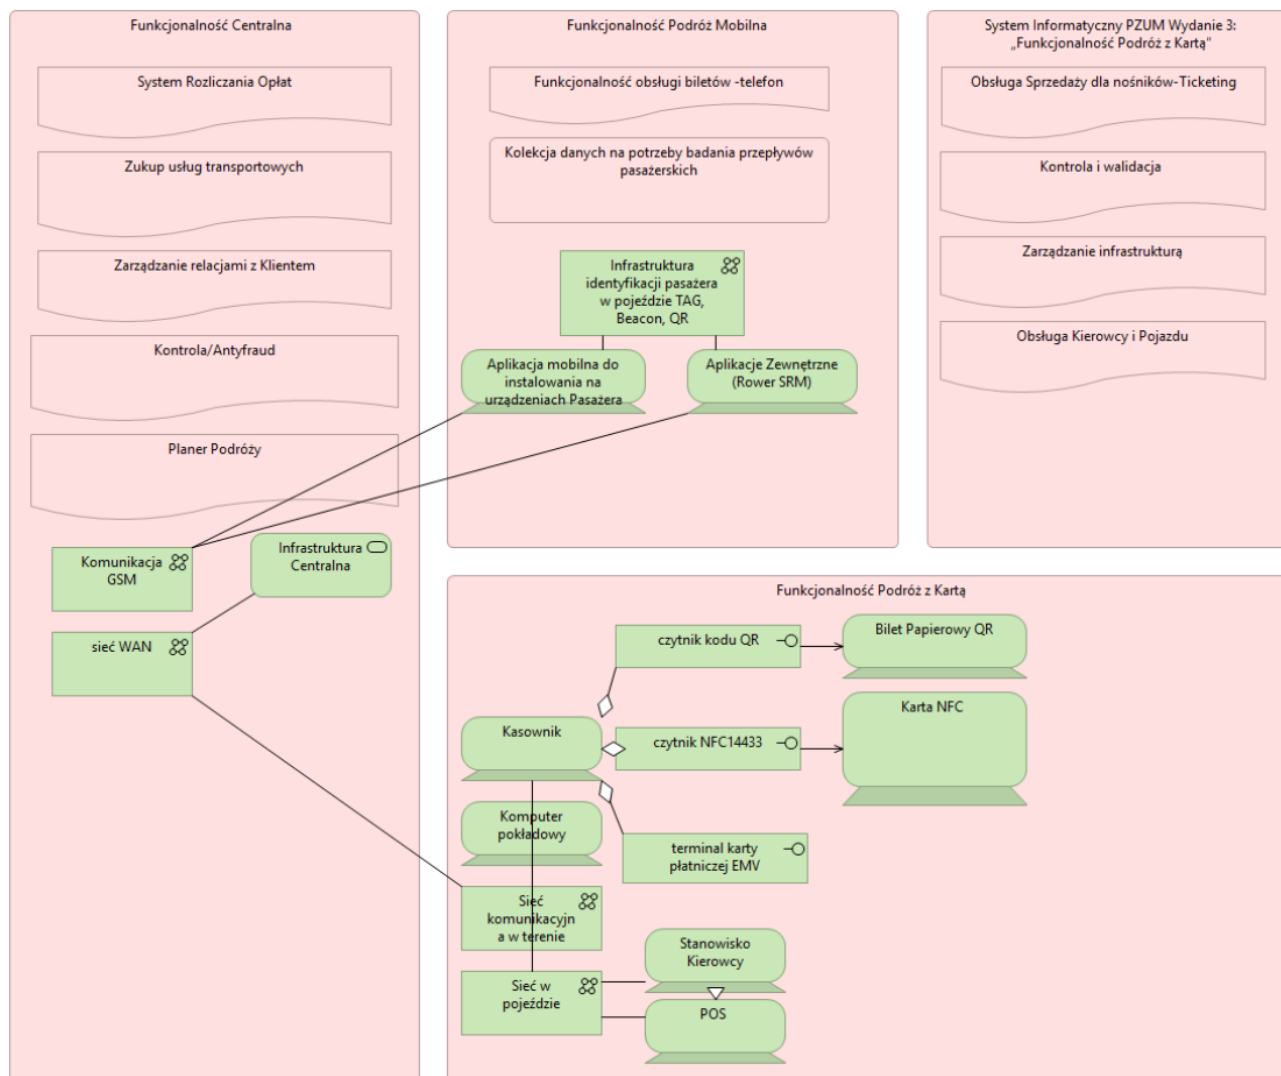 Funkcjonalność Centralna
System Rozliczania Opłat
Zukup usług transportowych
Zarządzanie relacjami z Klientem
Kontrola/Antyfraud
Planer Podróży
Komunikacja
GSM
Infrastruktura
Centralna
sieć WAN
Funkcjonalność Podróż Mobilna
Funkcjonalność obsługi biletów -telefon
Kolekcja danych na potrzeby badania przepływów
pasażerskich
Infrastruktura
identyfikacji pasażera
w pojeździe TAG,
Beacon, QR
Aplikacja mobilna do
instalowania na
urządzeniach Pasażera
Aplikacje Zewnętrzne
(Rower SRM)
System Informatyczny PZUM Wydanie 3:
„Funkcjonalność Podróż z Kartą”
Obsługa Sprzedaży dla nośników-Ticketing
Kontrola i walidacja
Zarządzanie infrastrukturą
Obsługa Kierowcy i Pojazdu
Funkcjonalność Podróż z Kartą
czytnik kodu QR
Bilet Papierowy QR
Kasownik
czytnik NFC14433
Karta NFC
Komputer
pokładowy
terminal karty
płatniczej EMV
Sieć
komunikacyjn
a w terenie
Stanowisko
Kierowcy
Sieć w
pojeździe
POS